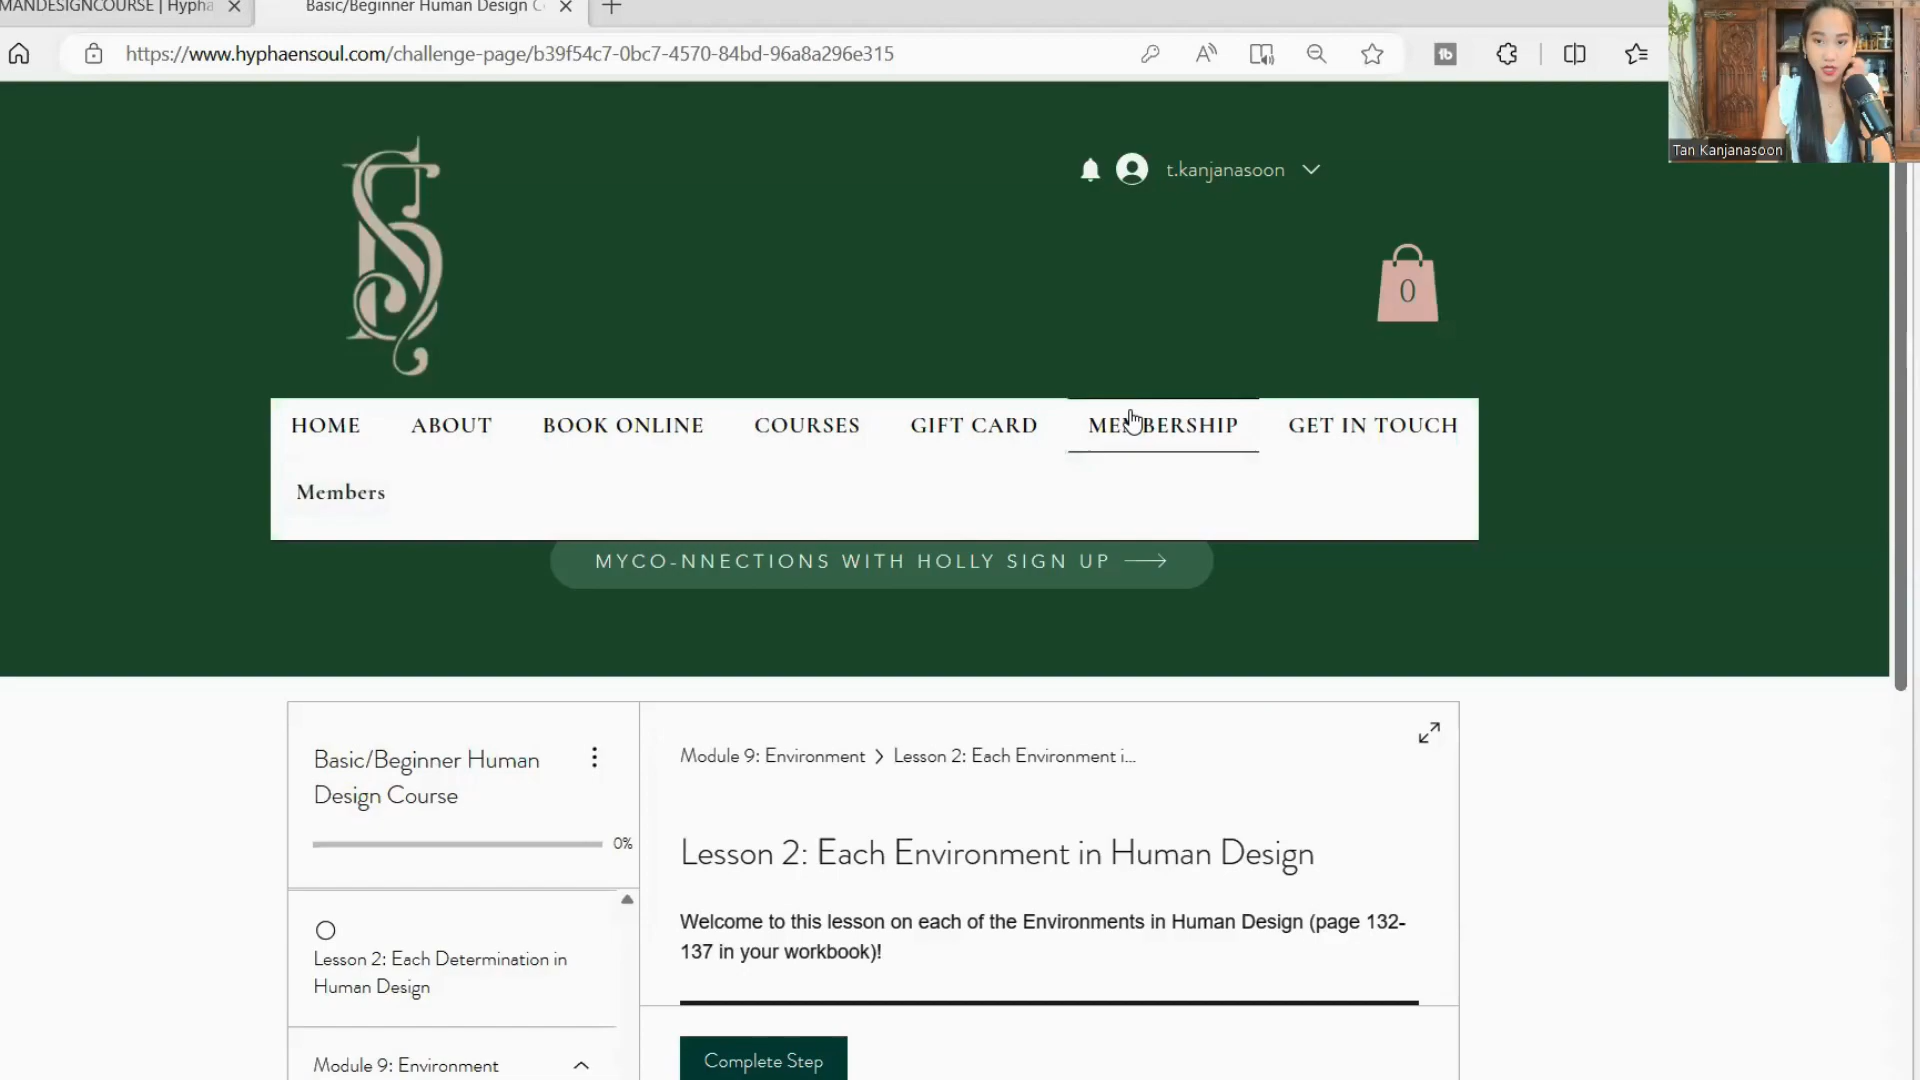 MANDESIGNCOURSE | Hypha
Basic/Beginner Human Design C
https://www.hyphaensoul.com/challenge-page/b39f54c7-0bc7-4570-84bd-96a8a296e315
Tan Kanjanasoon
t.kanjanasoon
0
HOME ABOUT BOOK ONLINE COURSES GIFT CARD MEMBERSHIP GET IN TOUCH
Members
MYCO-NNECTIONS WITH HOLLY SIGN UP
Basic/Beginner Human
Design Course
0%
Lesson 2: Each Determination in
Human Design
Module 9: Environment
Module 9: Environment > Lesson 2: Each Environment i...
Lesson 2: Each Environment in Human Design
Welcome to this lesson on each of the Environments in Human Design (page 132-
137 in your workbook)!
Complete Step